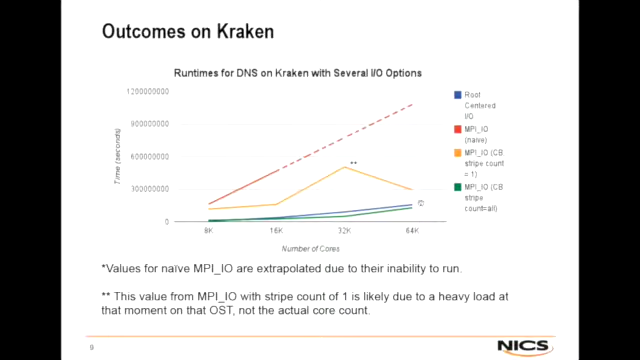 Outcomes on Kraken
Runtimes for DNS on Kraken with Several I/O Options
1200000000
900000000
600000000
300000000
0
Time (seconds)
8K
16K
32K
64K
Number of Cores
**
Root
Centered
I/O
MPI_IO
(naive)
MPI_IO (CB
stripe count
= 1)
MPI_IO (CB
stripe
count=all)
*Values for naïve MPI_IO are extrapolated due to their inability to run.
** This value from MPI_IO with stripe count of 1 is likely due to a heavy load at
that moment on that OST, not the actual core count.
9
NICS